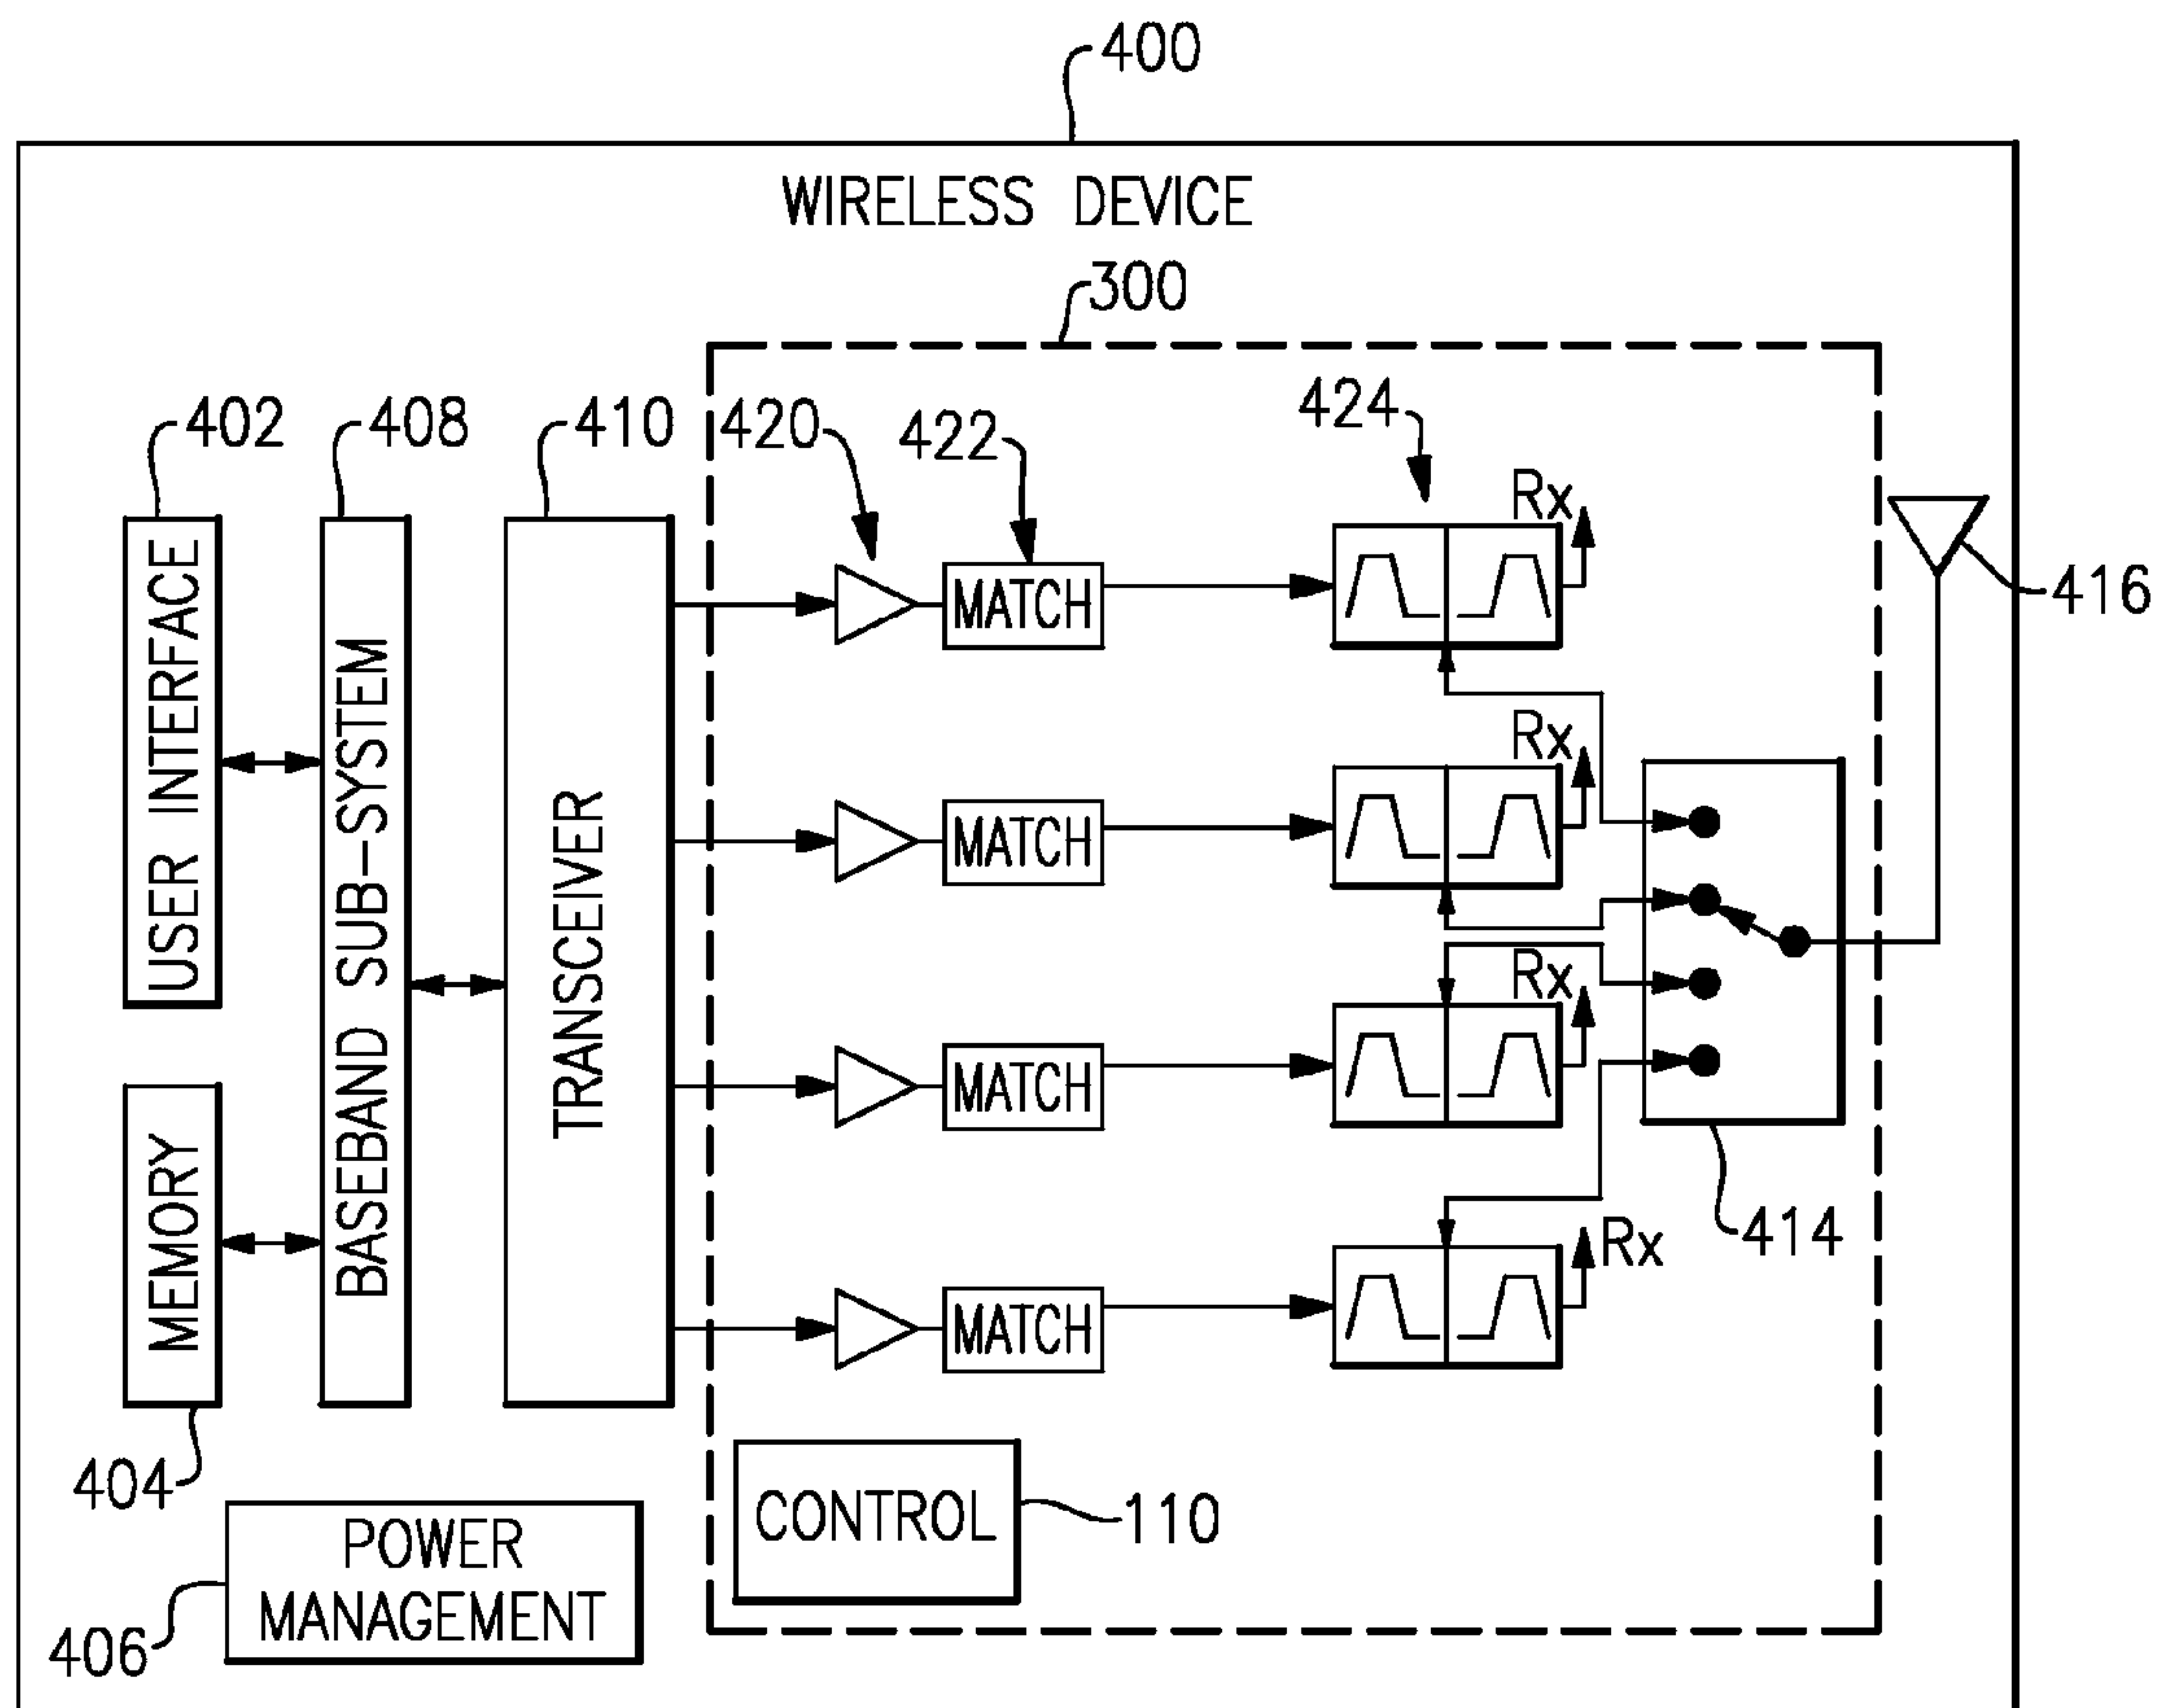 400
WIRELESS DEVICE
300
402
408
410
420
422
424
Rx
416
USER INTERFACE
BASEBAND SUB-SYSTEM
TRANSCEIVER
MATCH
Rx
MATCH
Rx
MATCH
414
Rx
MEMORY
MATCH
404
CONTROL
110
POWER
MANAGEMENT
406